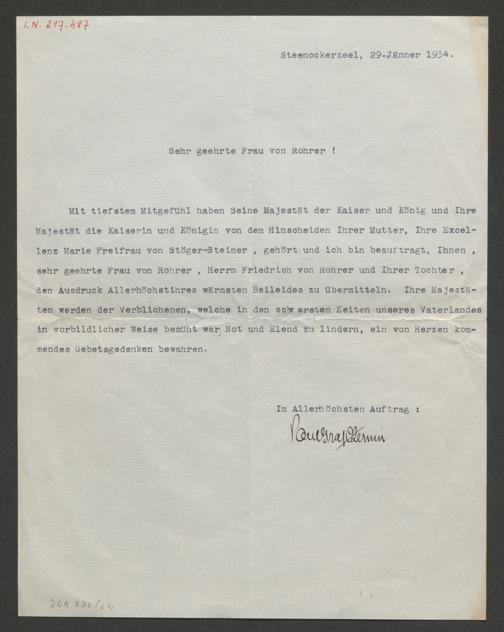 I.N. 217.487
Steenockerzeel, 29.Jänner 1934.
Sehr geehrte Frau von Rohrer !
Mit tiefstem Mitgefühl haben Seine Majestät der Kaiser und König und Ihre
Majestät die Kaiserin und Königin von dem Hinscheiden Ihrer Mutter, Ihre Excel-
lenz Marie Freifrau von Stöger-Steiner , gehört und ich bin beauftragt, Ihnen ,
sehr geehrte Frau von Rohrer , Herrn Friedrich von Rohrer und Ihrer Tochter ,
den Ausdruck Allerhöchstihres wärmsten Beileides zu übermitteln. Ihre Majestä-
ten werden der Verblichenen, welche in den schwersten Zeiten unseres Vaterlandes
in vorbildlicher Weise bemüht war, Not und Elend zu lindern, ein von Herzen kom-
mendes Gebetsgedenken bewahren.
Im Allerhöchsten Auftrag :
Paul Graf Czernin